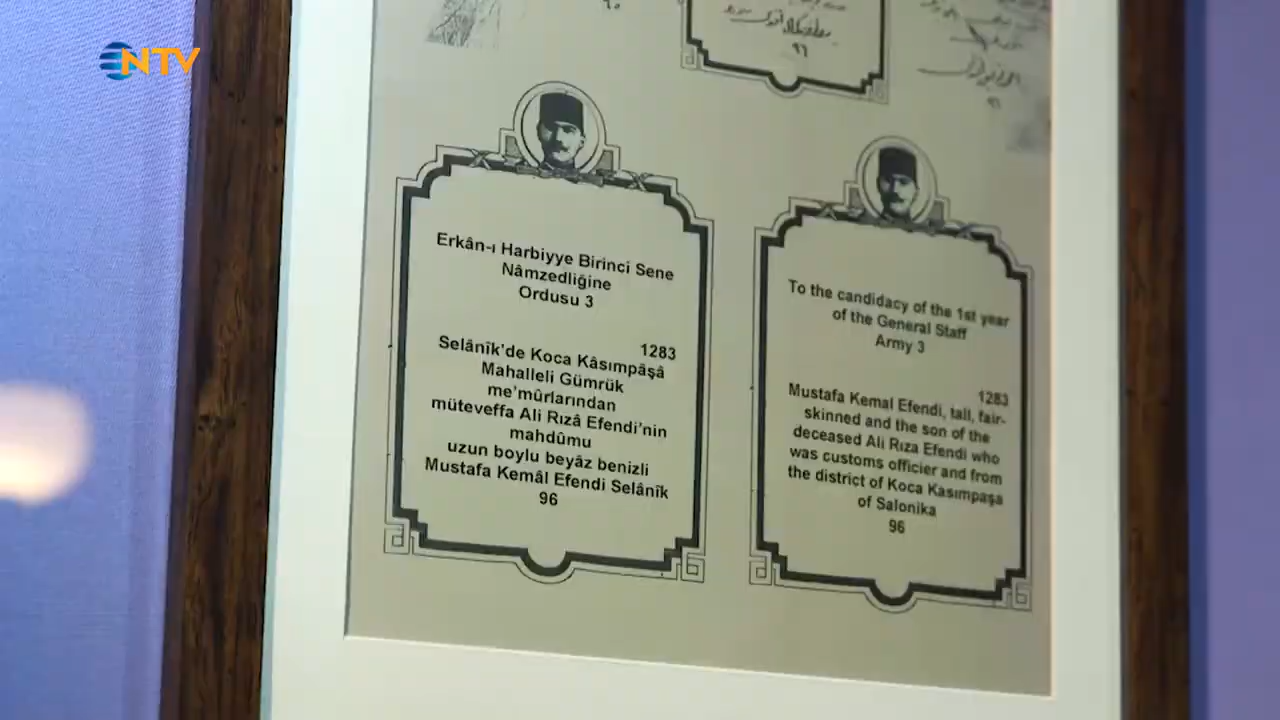 NTV
٩٦
Erkân-ı Harbiyye Birinci Sene
Nâmzedliğine
Ordusu 3
1283
Selânîk'de Koca Kâsımpâşâ
Mahalleli Gümrük
me'mûrlarından
müteveffa Ali Rızâ Efendi'nin
mahdûmu
uzun boylu beyâz benizli
Mustafa Kemâl Efendi Selânîk
96
To the candidacy of the 1st year
of the General Staff
Army 3
1283
Mustafa Kemal Efendi, tall, fair-
skinned and the son of the
deceased Ali Rıza Efendi who
was customs officier and from
the district of Koca Kasımpaşa
of Salonika
96